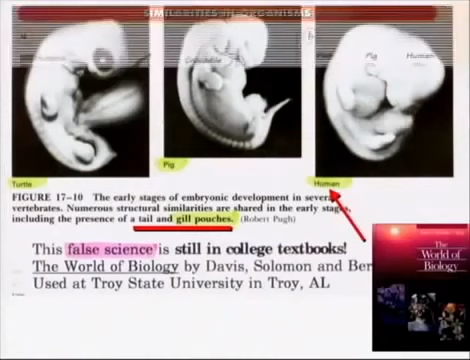 SIMILARITIES IN ORGANISMS
Crocodile
Pig
Human
Turtle
Pig
Human
FIGURE 17–10 The early stages of embryonic development in several
vertebrates. Numerous structural similarities are shared in the early stages,
including the presence of a tail and gill pouches. (Robert Pugh)
This false science is still in college textbooks!
The World of Biology by Davis, Solomon and Ber
Used at Troy State University in Troy, AL
The
World of
Biology